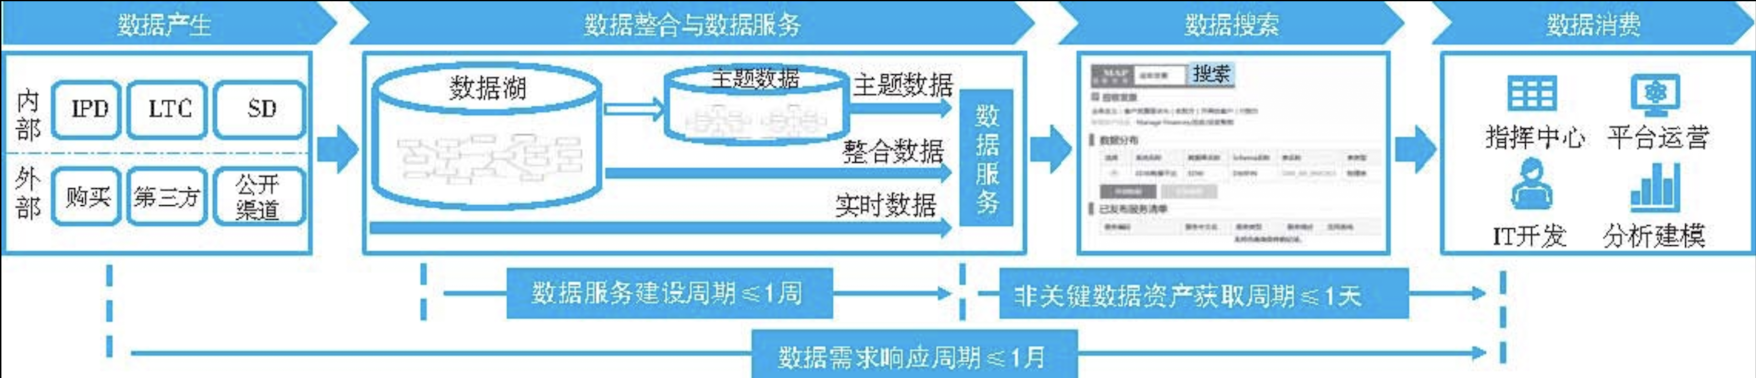 数据产生
数据整合与数据服务
数据搜索
数据消费
内部
IPD
LTC
SD
外部
购买
第三方
公开
渠道
数据湖
主题数据
主题数据
整合数据
实时数据
数据服务
MAP
搜索
数据分布
已发布服务清单
指挥中心
平台运营
IT开发
分析建模
数据服务建设周期≤1周
非关键数据资产获取周期≤1天
数据需求响应周期≤1月